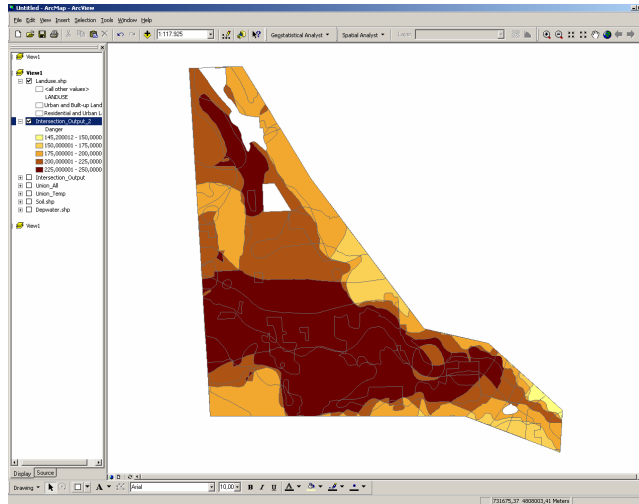 Untitled - ArcMap - ArcView
File Edit View Insert Selection Tools Window Help
1:117.925
Geostatistical Analyst
Spatial Analyst
Layer
View1
View1
Landuse.shp
<all other values>
LANDUSE
Urban and Built-up Land
Residential and Urban L
Intersection_Output_2
Danger
145,200012 - 150,0000
150,000001 - 175,0000
175,000001 - 200,0000
200,000001 - 225,0000
225,000001 - 250,0000
Intersection_Output
Union_All
Union_Temp
Soil.shp
Depwater.shp
View1
Display Source
Drawing
A
Arial
10,00
B I U A
731675,37 4808003,41 Meters